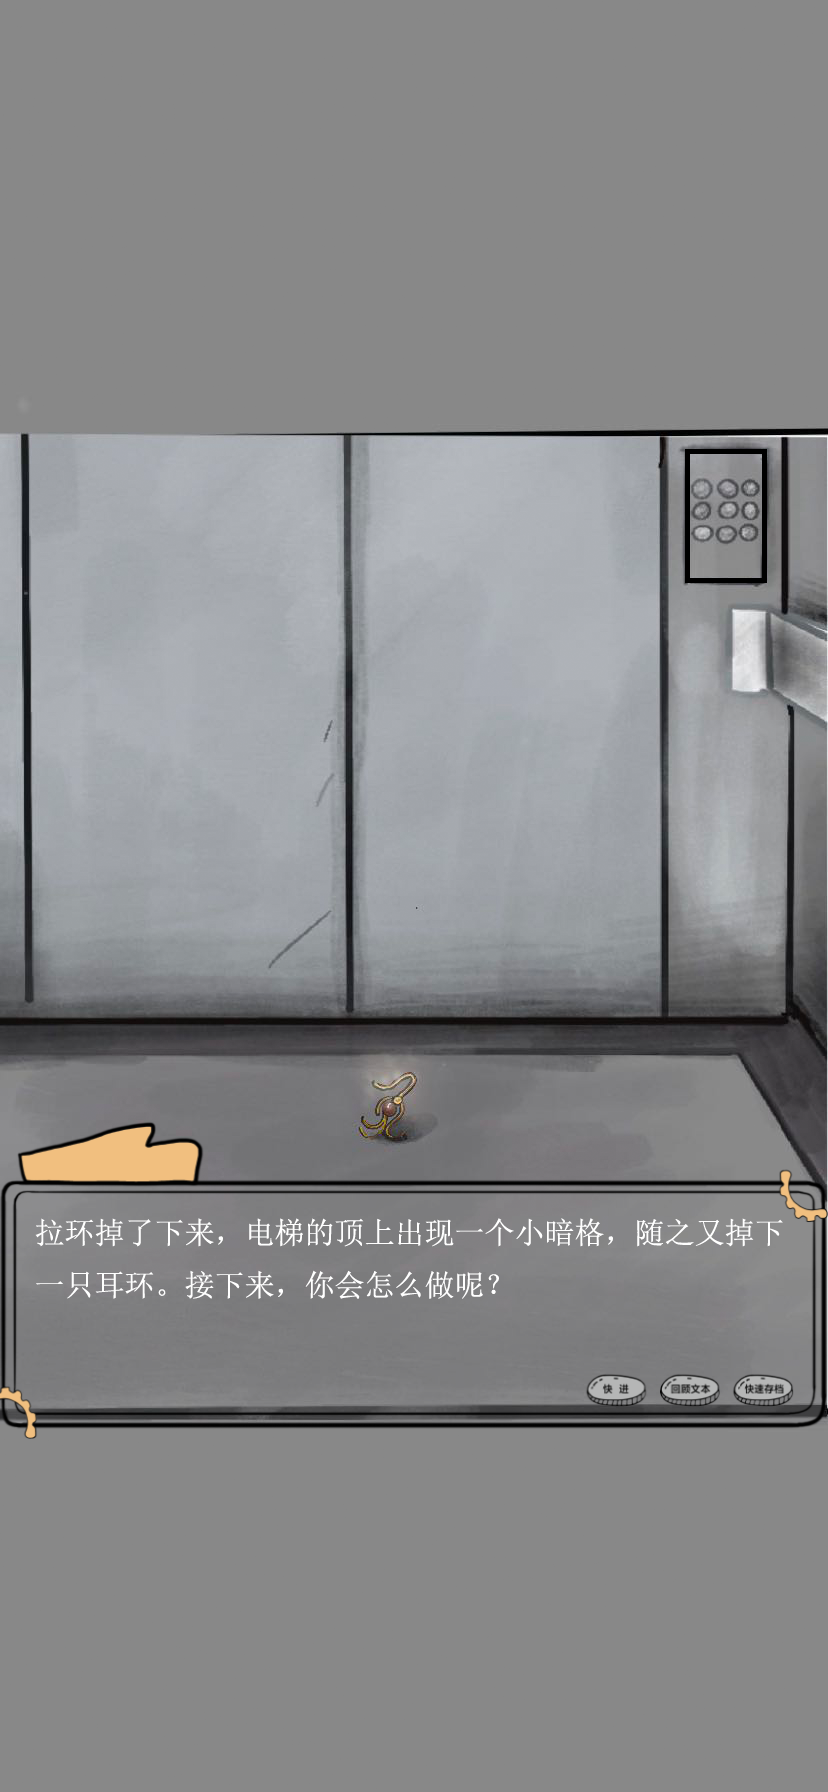 拉环掉了下来，电梯的顶上出现一个小暗格，随之又掉下
一只耳环。接下来，你会怎么做呢？
快 进 回顾文本 快速存档